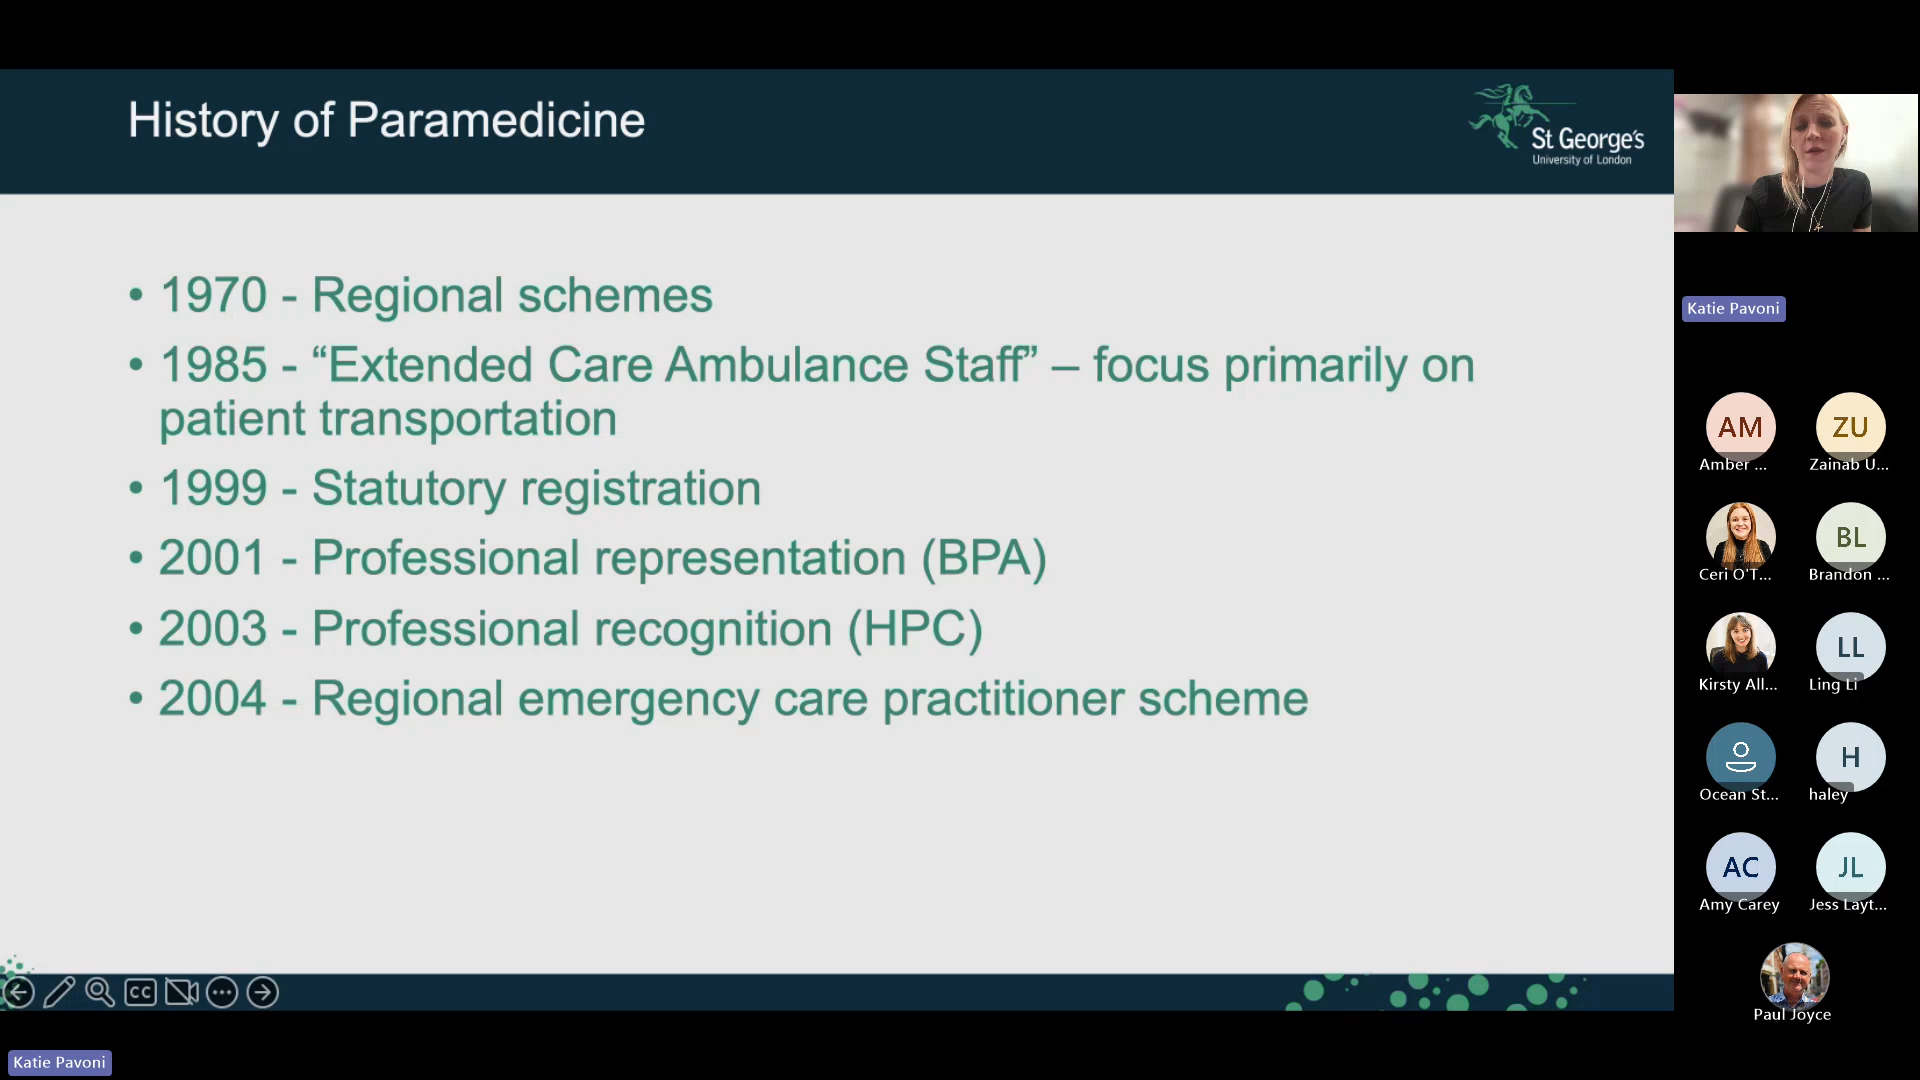 History of Paramedicine
St George's
University of London
• 1970 - Regional schemes
• 1985 - “Extended Care Ambulance Staff” – focus primarily on
patient transportation
• 1999 - Statutory registration
• 2001 - Professional representation (BPA)
• 2003 - Professional recognition (HPC)
• 2004 - Regional emergency care practitioner scheme
CC
Katie Pavoni
Katie Pavoni
AM
Amber ...
ZU
Zainab U...
Ceri O'T...
BL
Brandon ...
Kirsty All...
LL
Ling Li
Ocean St...
H
haley
AC
Amy Carey
JL
Jess Layt...
Paul Joyce